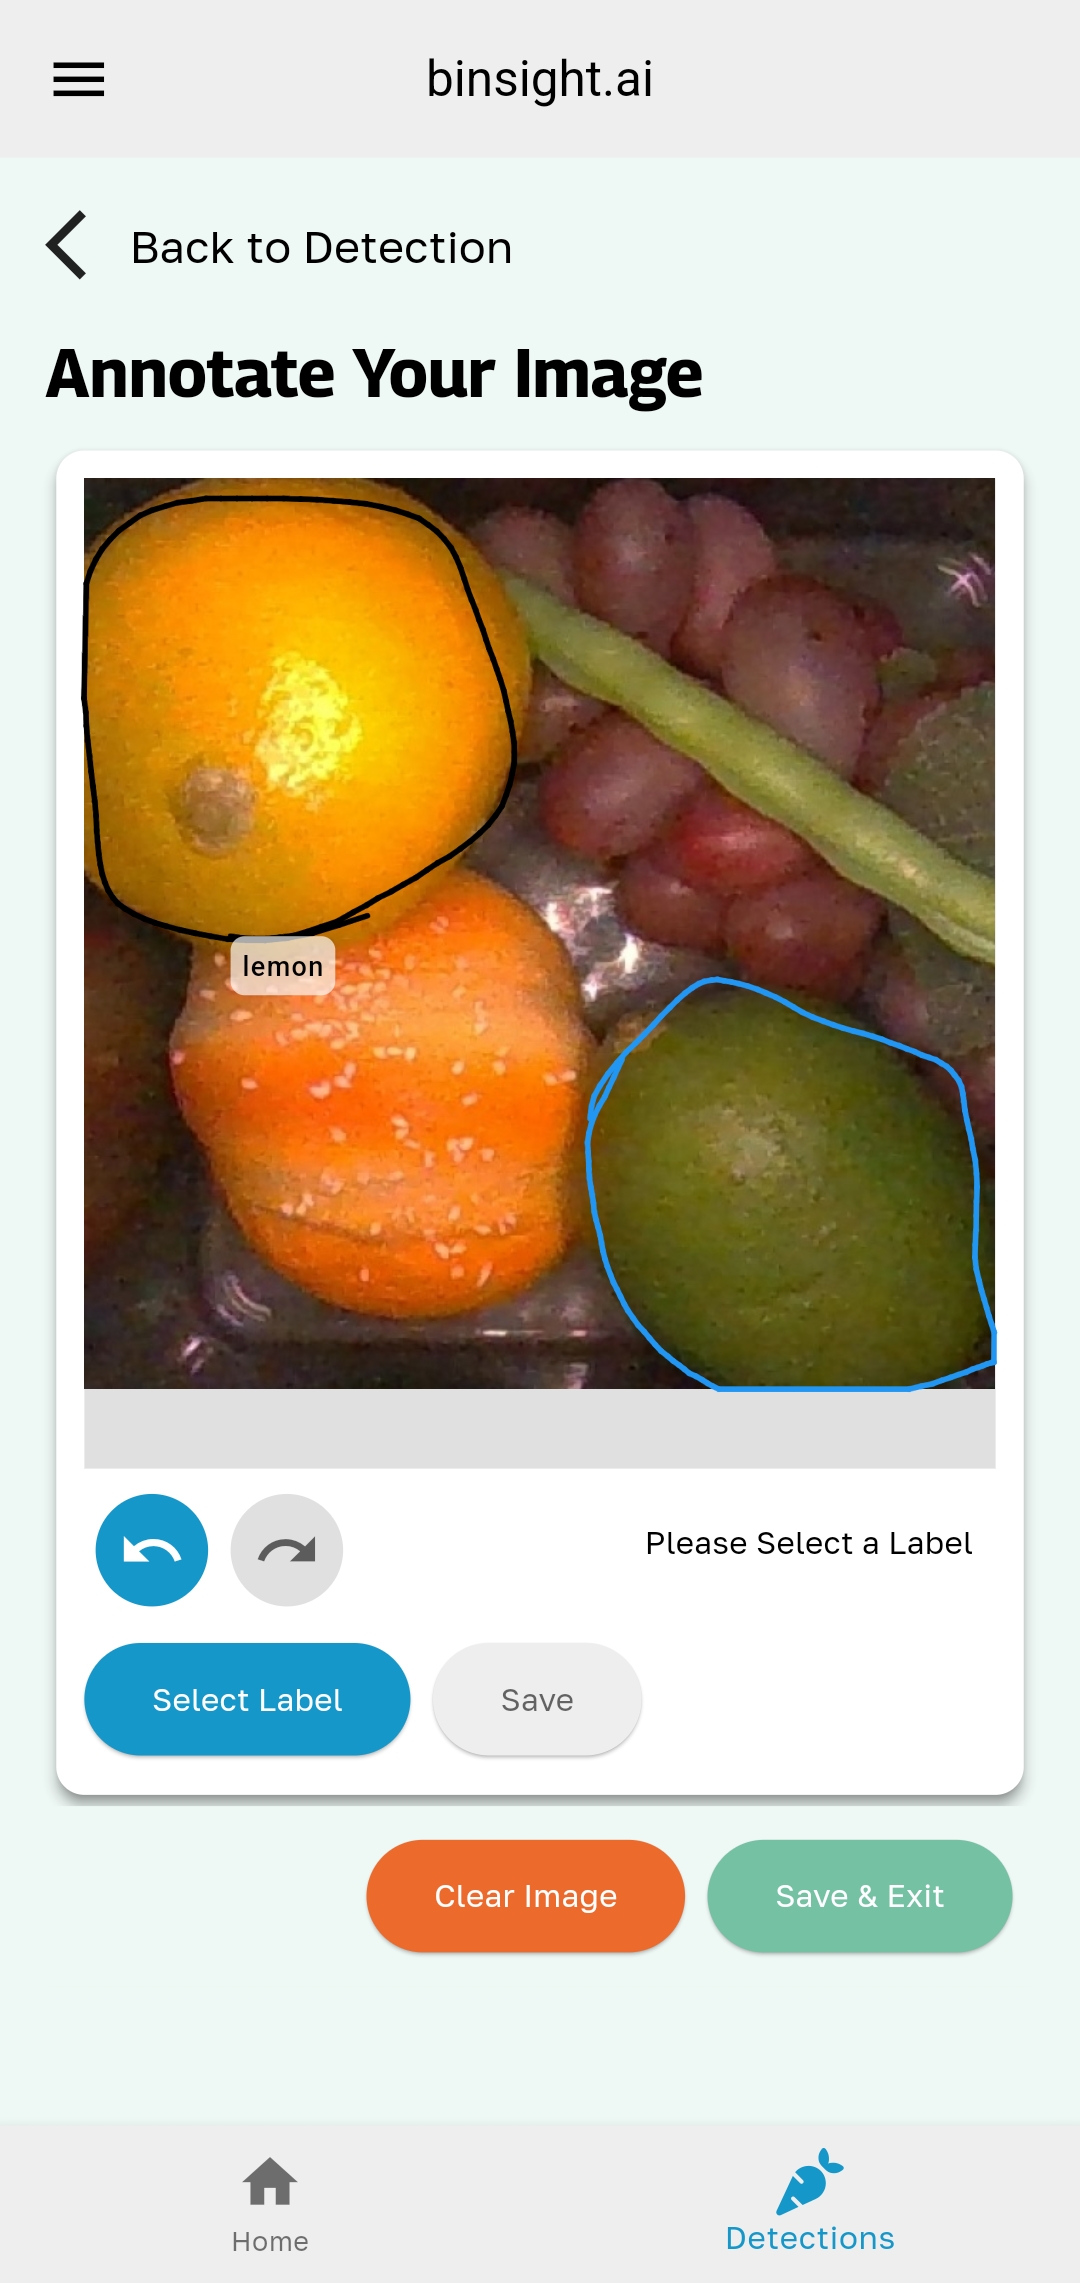 binsight.ai
Back to Detection
Annotate Your Image
lemon
Please Select a Label
Select Label
Save
Clear Image
Save & Exit
Home
Detections